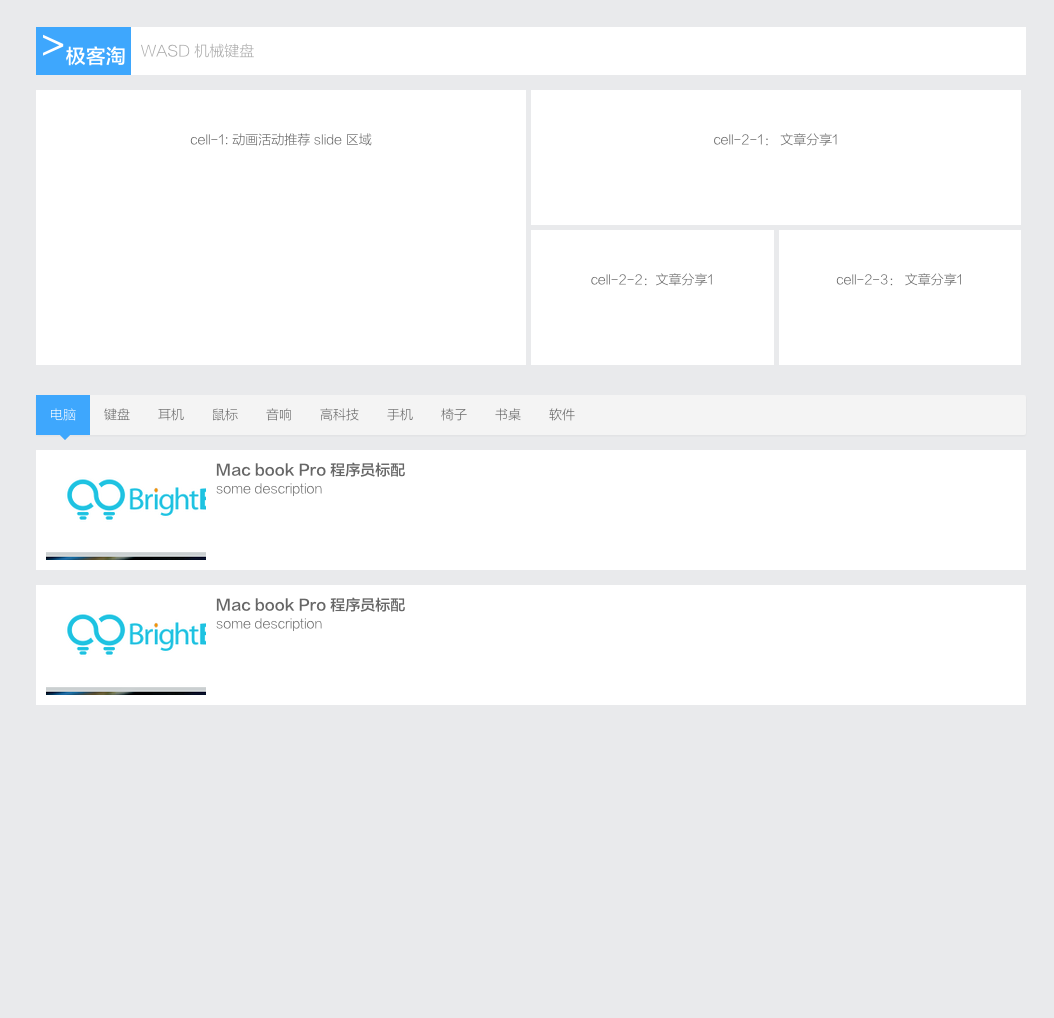 >极客淘 WASD 机械键盘
cell-1: 动画活动推荐 slide 区域
cell-2-1： 文章分享1
cell-2-2：文章分享1
cell-2-3： 文章分享1
电脑 键盘 耳机 鼠标 音响 高科技 手机 椅子 书桌 软件
Mac book Pro 程序员标配
some description
Bright
Mac book Pro 程序员标配
some description
Bright